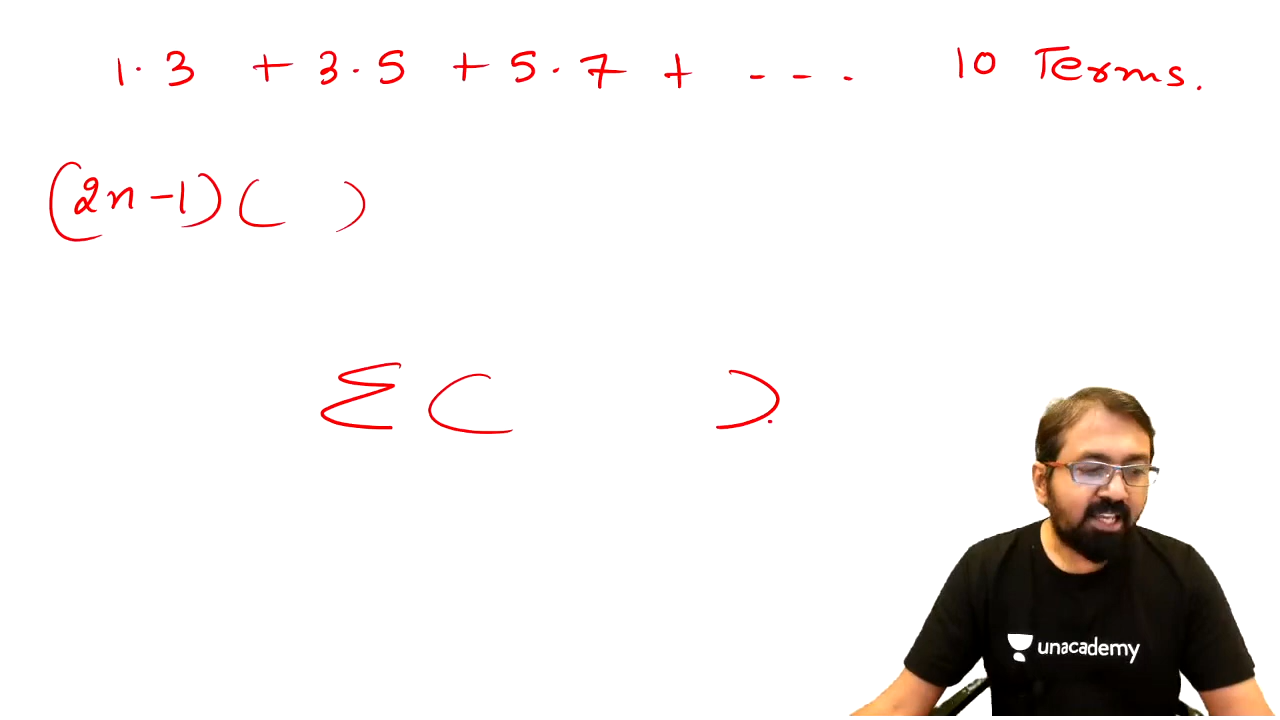 1·3 + 3·5 + 5·7 + --- . 10 Terms.
(2n-1)( )
Σ( )
unacademy